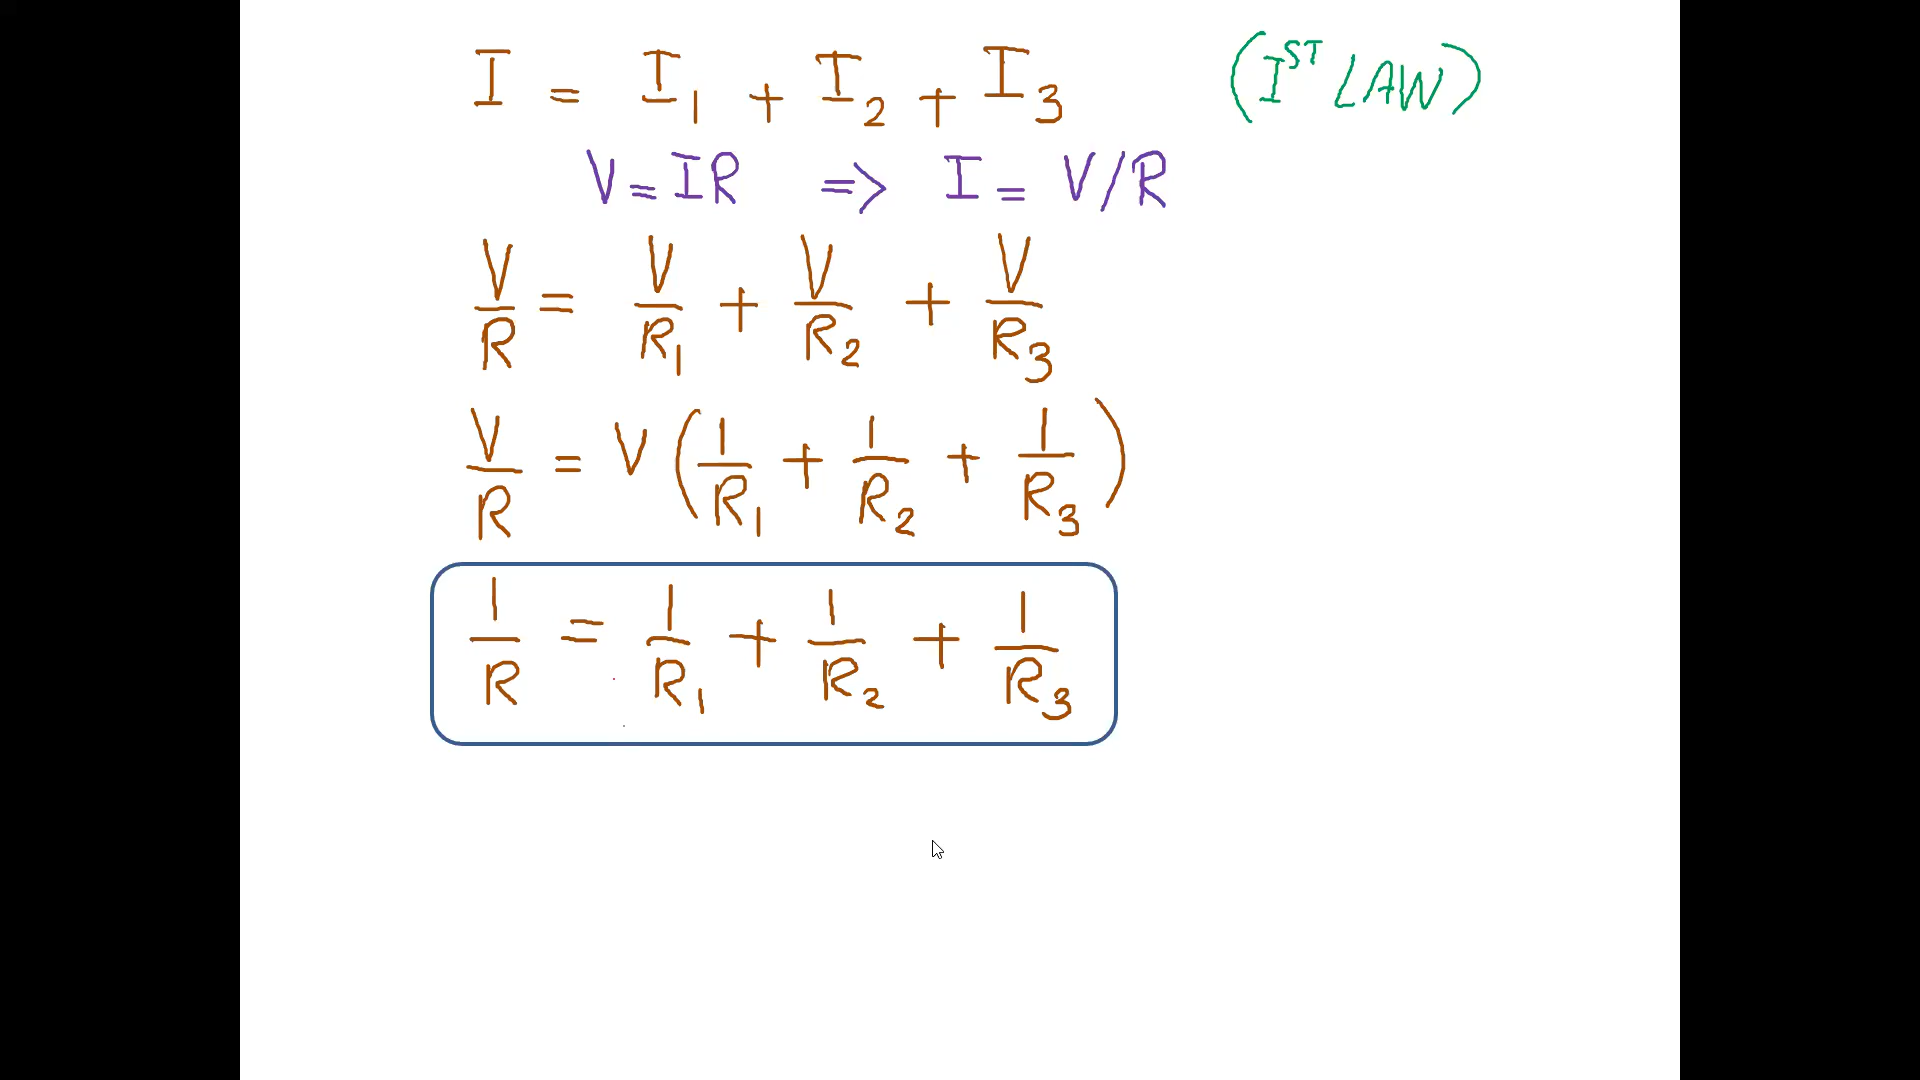 I = I₁ + I₂ + I₃ (Iˢᵀ LAW)
V = IR => I = V/R
V/R = V/R₁ + V/R₂ + V/R₃
V/R = V(1/R₁ + 1/R₂ + 1/R₃)
1/R = 1/R₁ + 1/R₂ + 1/R₃